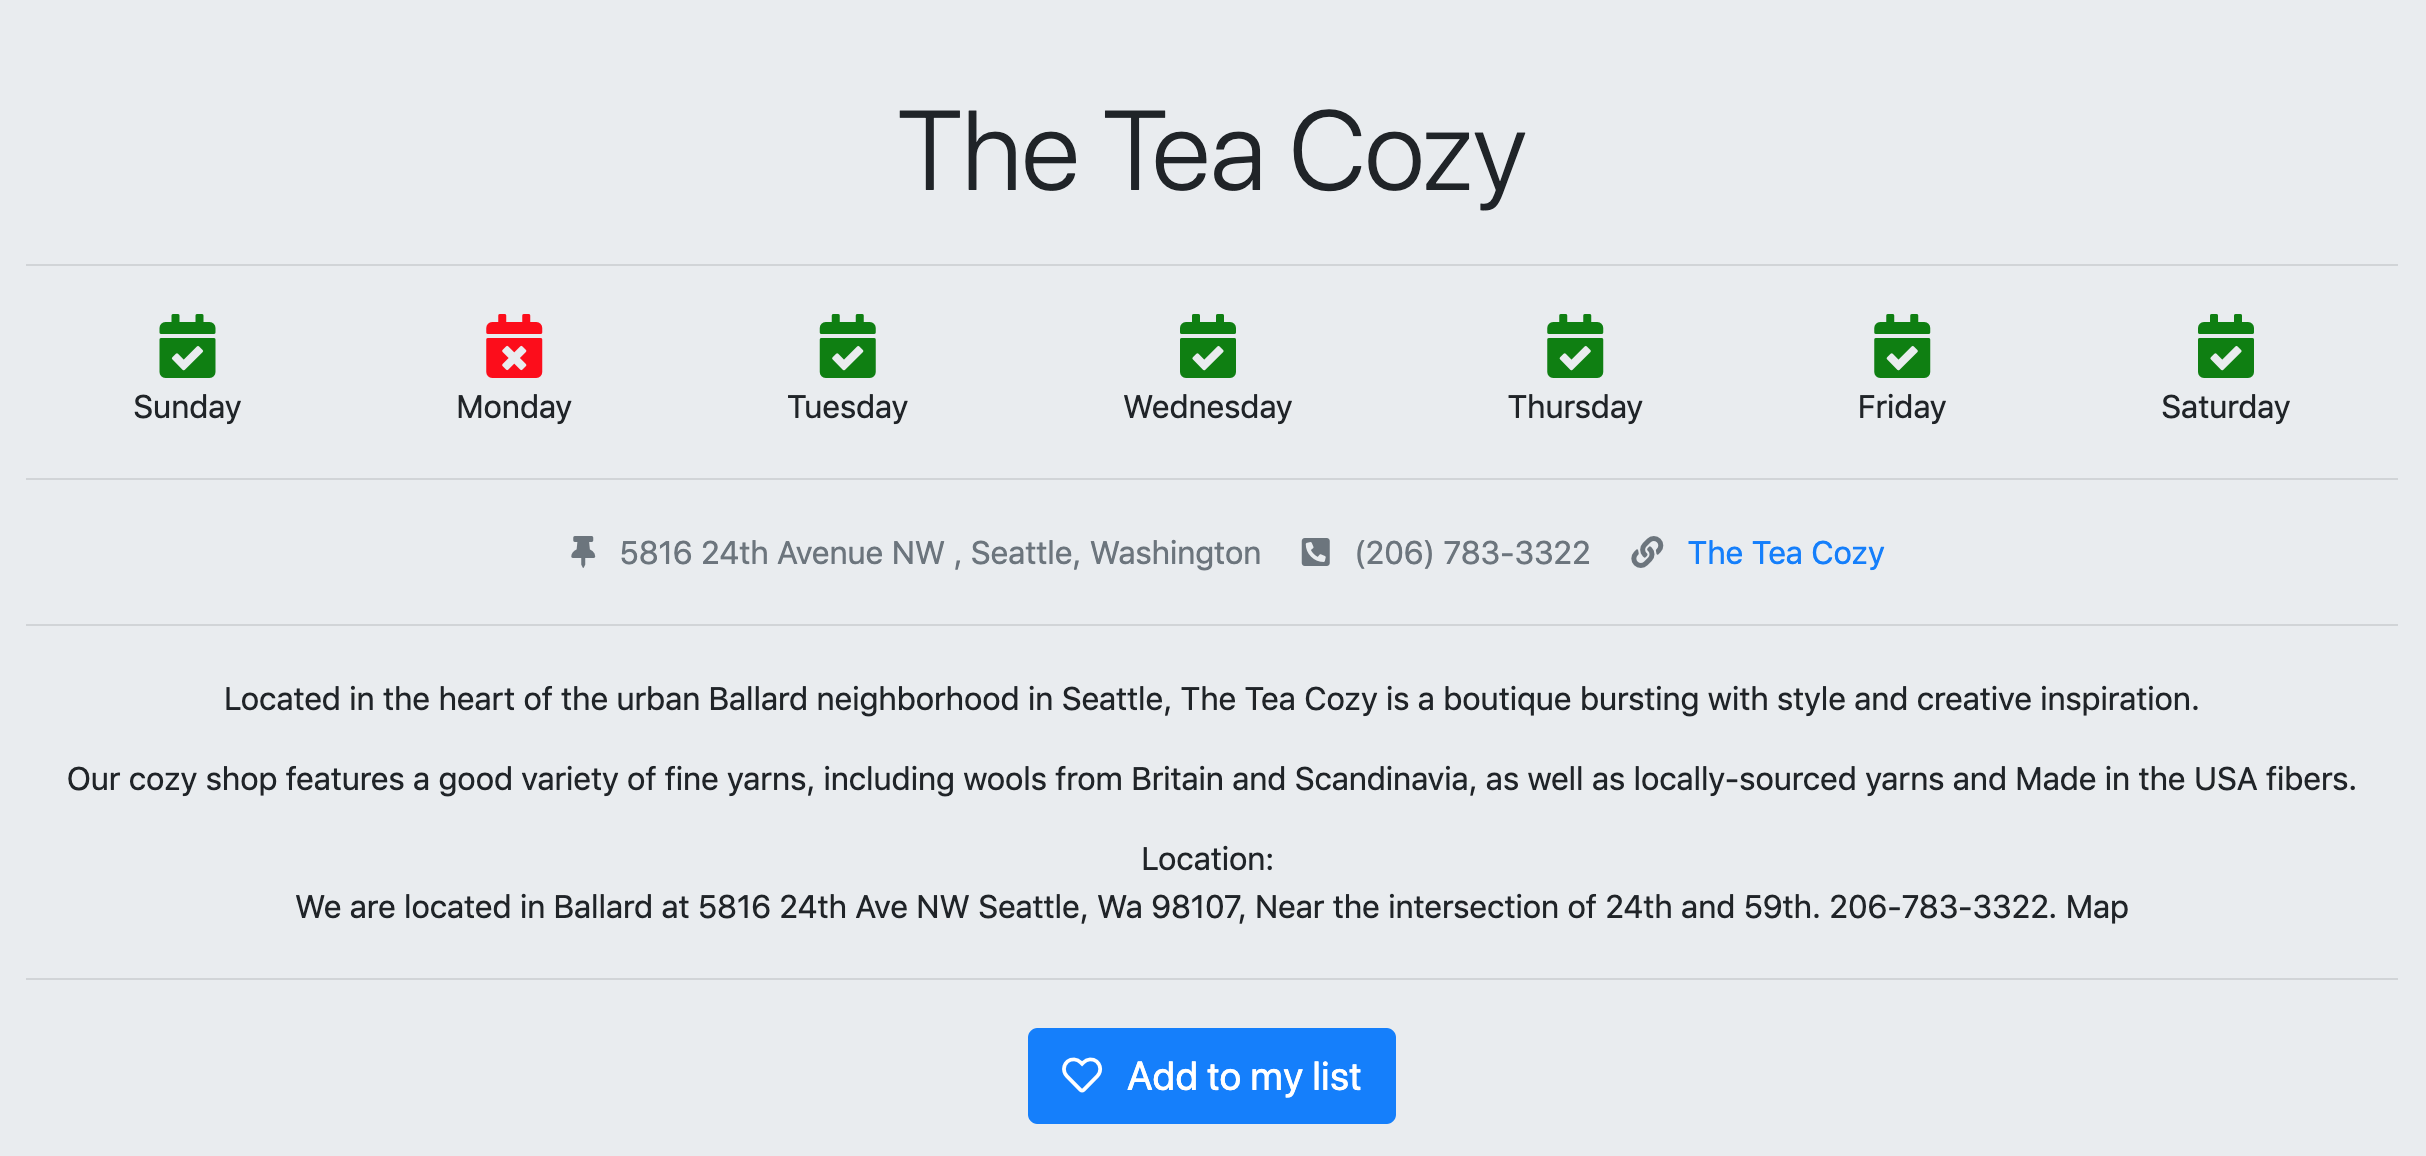 The Tea Cozy
Sunday Monday Tuesday Wednesday Thursday Friday Saturday
5816 24th Avenue NW , Seattle, Washington (206) 783-3322 The Tea Cozy
Located in the heart of the urban Ballard neighborhood in Seattle, The Tea Cozy is a boutique bursting with style and creative inspiration.
Our cozy shop features a good variety of fine yarns, including wools from Britain and Scandinavia, as well as locally-sourced yarns and Made in the USA fibers.
Location:
We are located in Ballard at 5816 24th Ave NW Seattle, Wa 98107, Near the intersection of 24th and 59th. 206-783-3322. Map
Add to my list